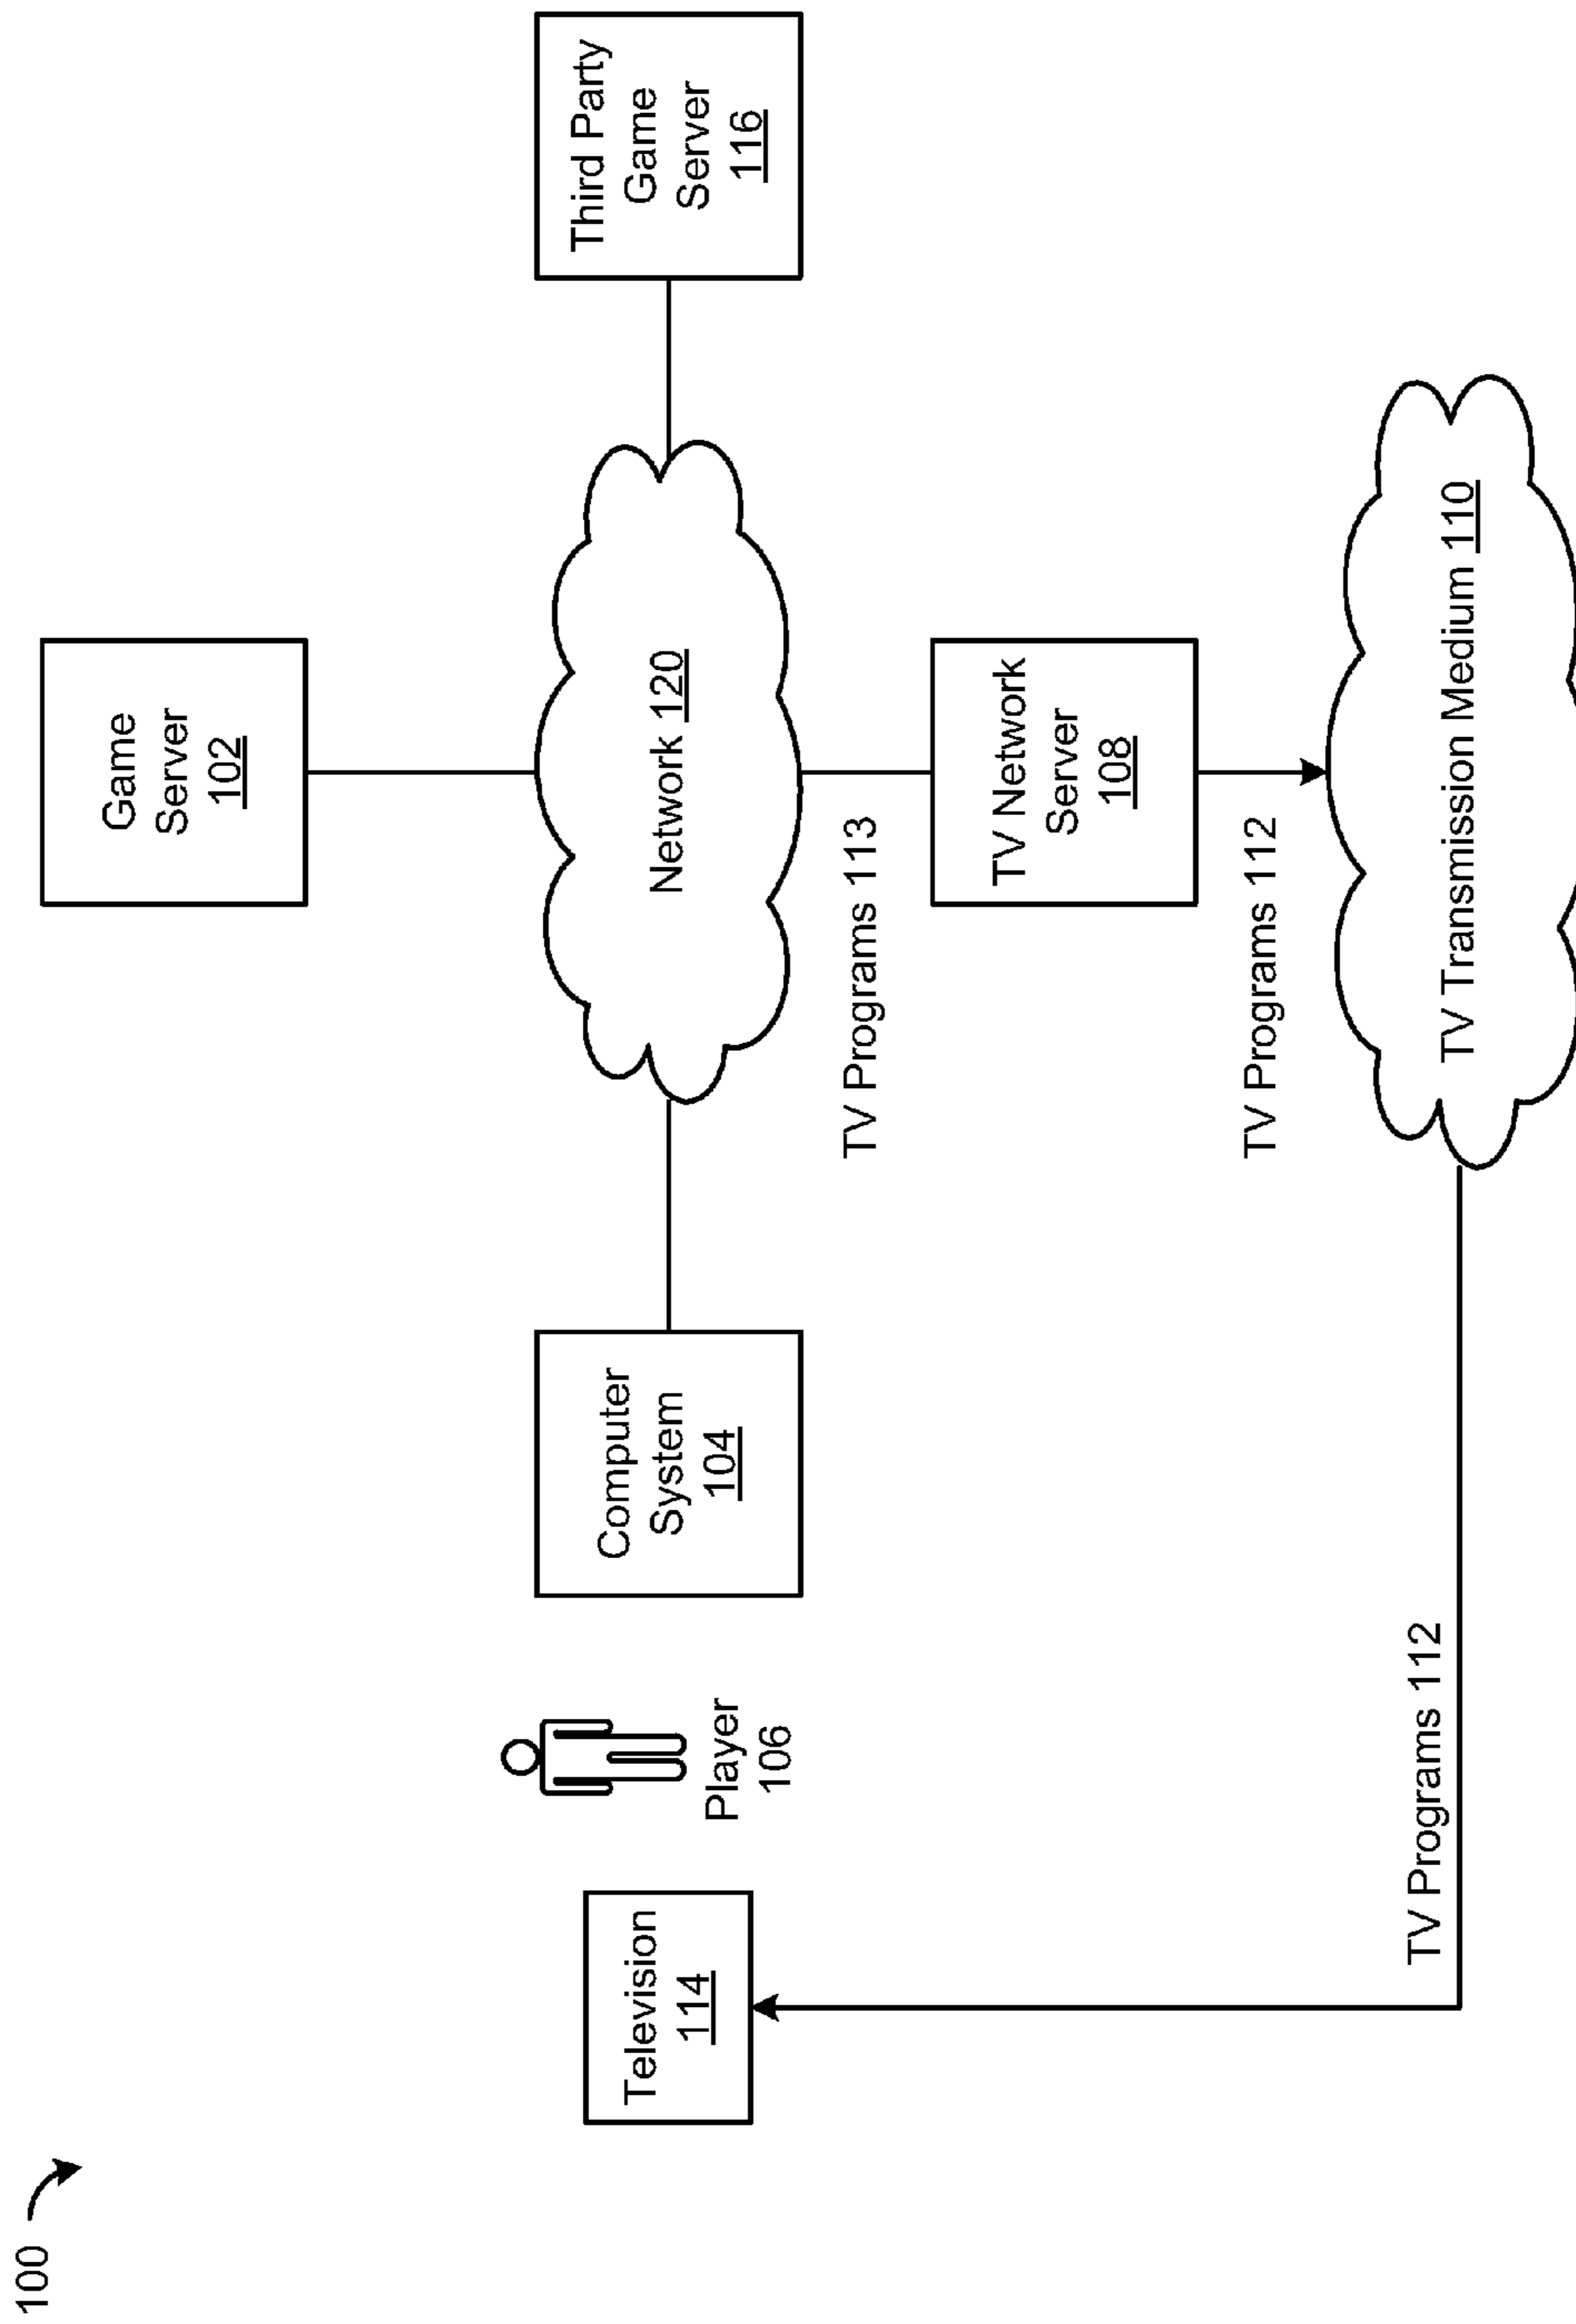 100
Game
Server
102
Third Party
Game
Server
116
Television
114
Player
106
Computer
System
104
Network 120
TV Programs 113
TV Network
Server
108
TV Programs 112
TV Programs 112
TV Transmission Medium 110